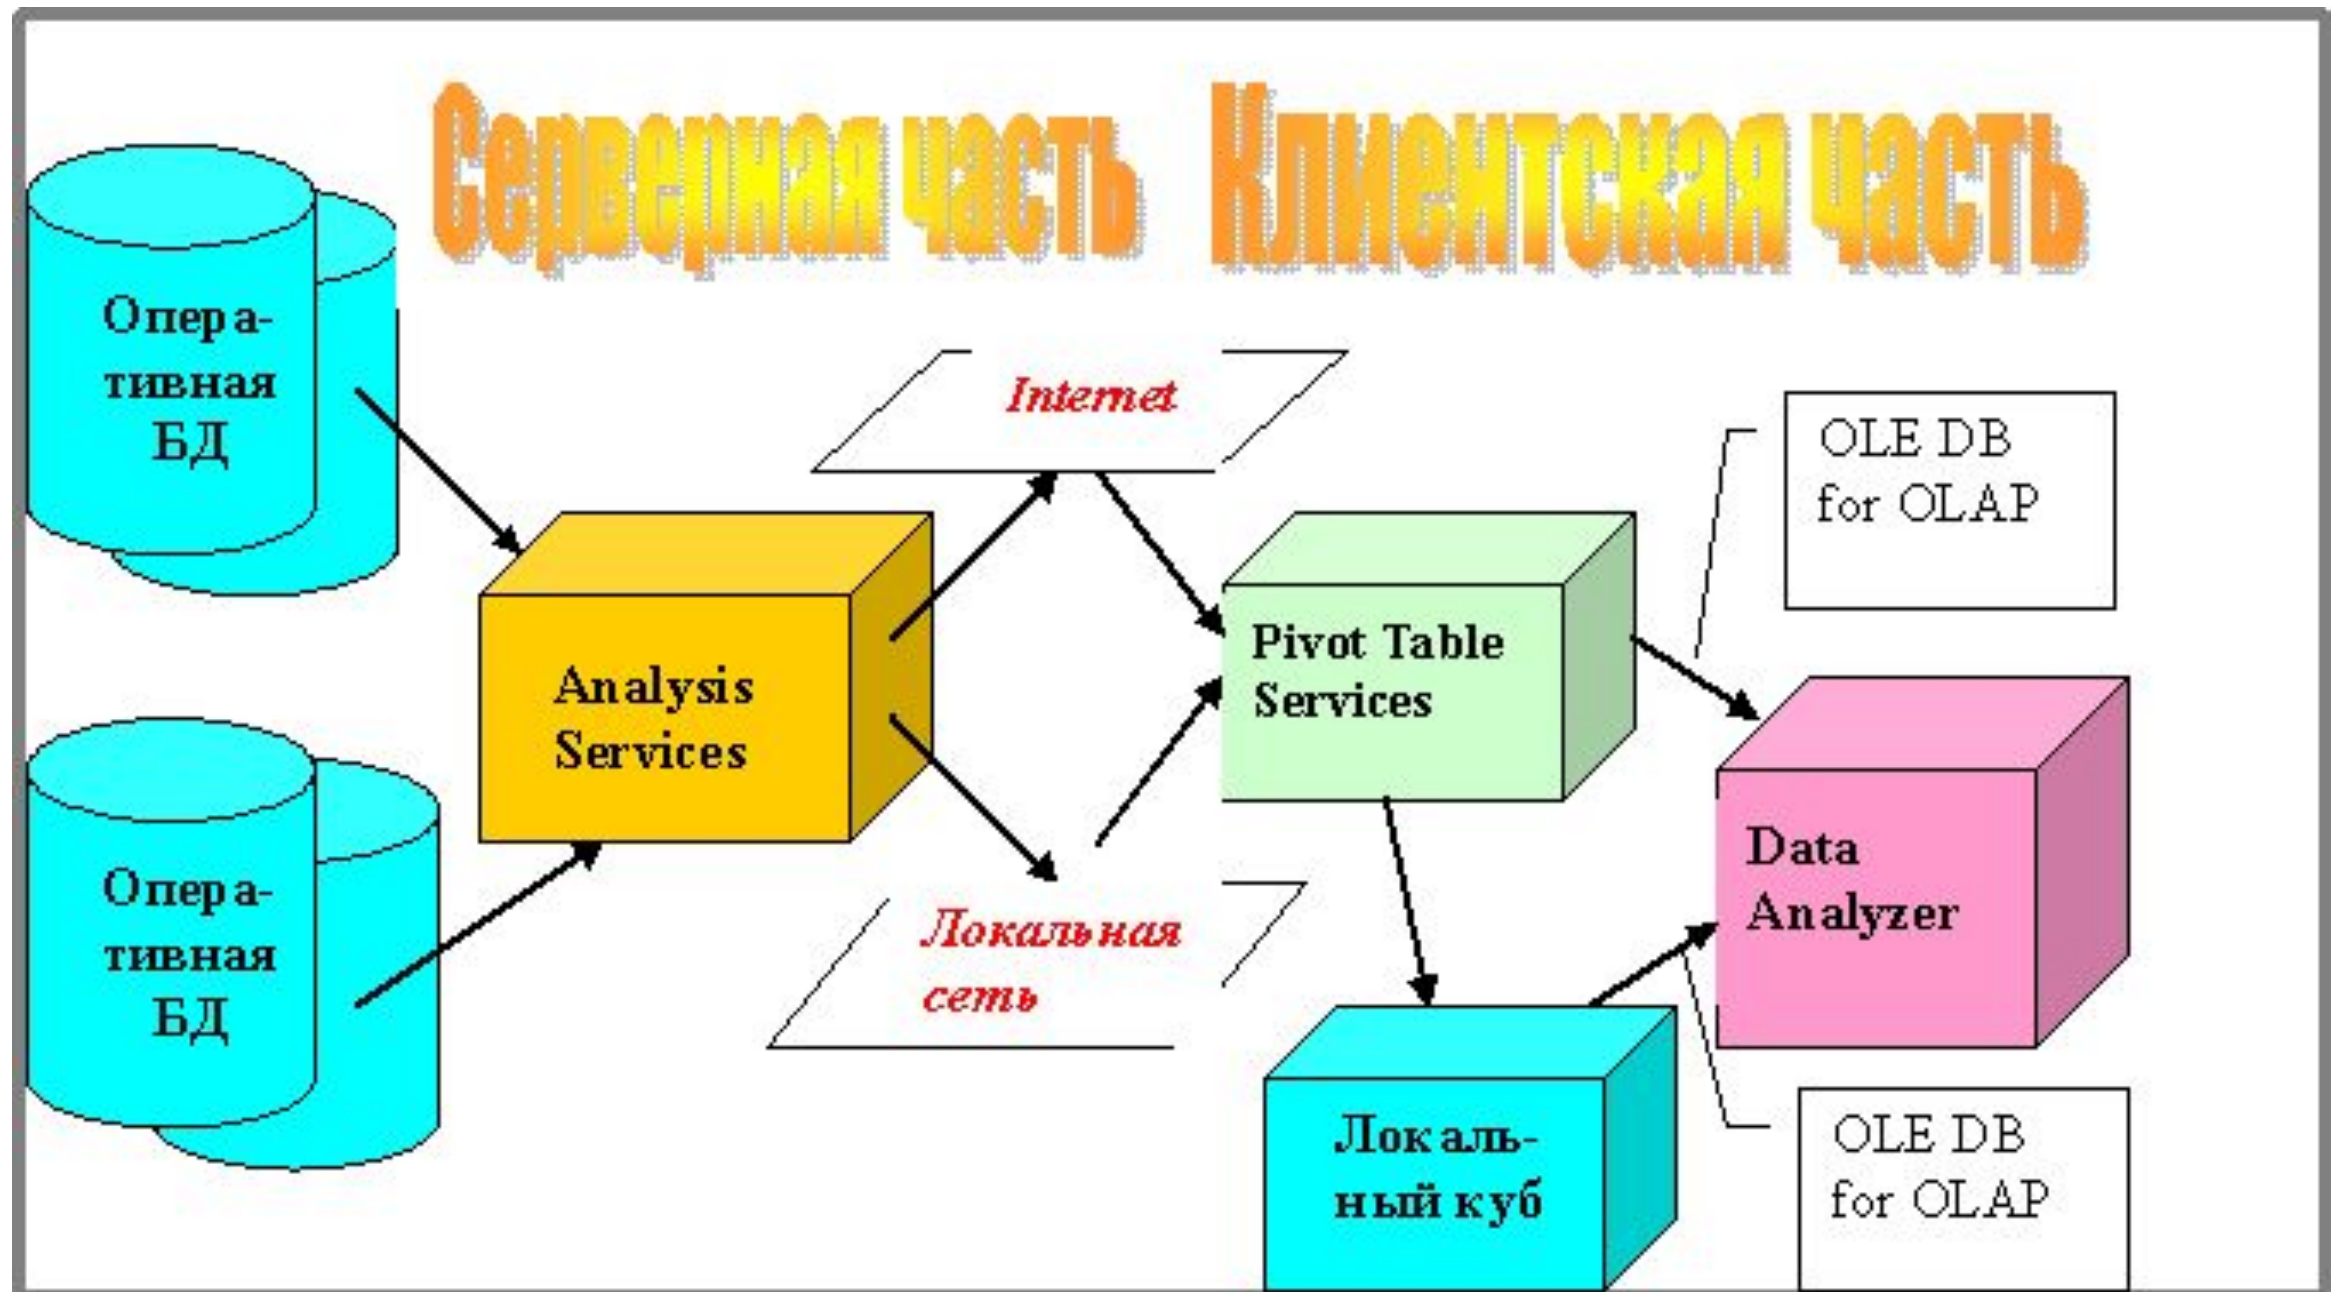 Серверная часть
Клиентская часть
Опера-
тивная
БД
Internet
OLE DB
for OLAP
Analysis
Services
Pivot Table
Services
Опера-
тивная
БД
Локальная
сеть
Data
Analyzer
Локаль-
ный куб
OLE DB
for OLAP